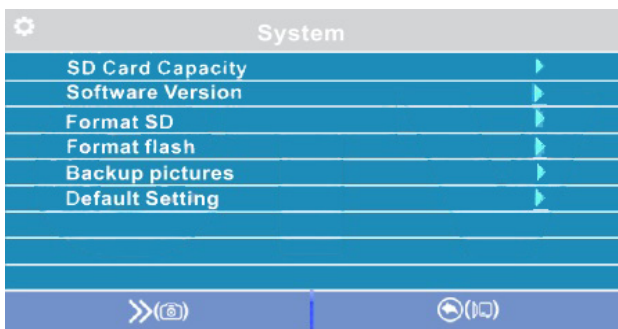 System
SD Card Capacity
Software Version
Format SD
Format flash
Backup pictures
Default Setting